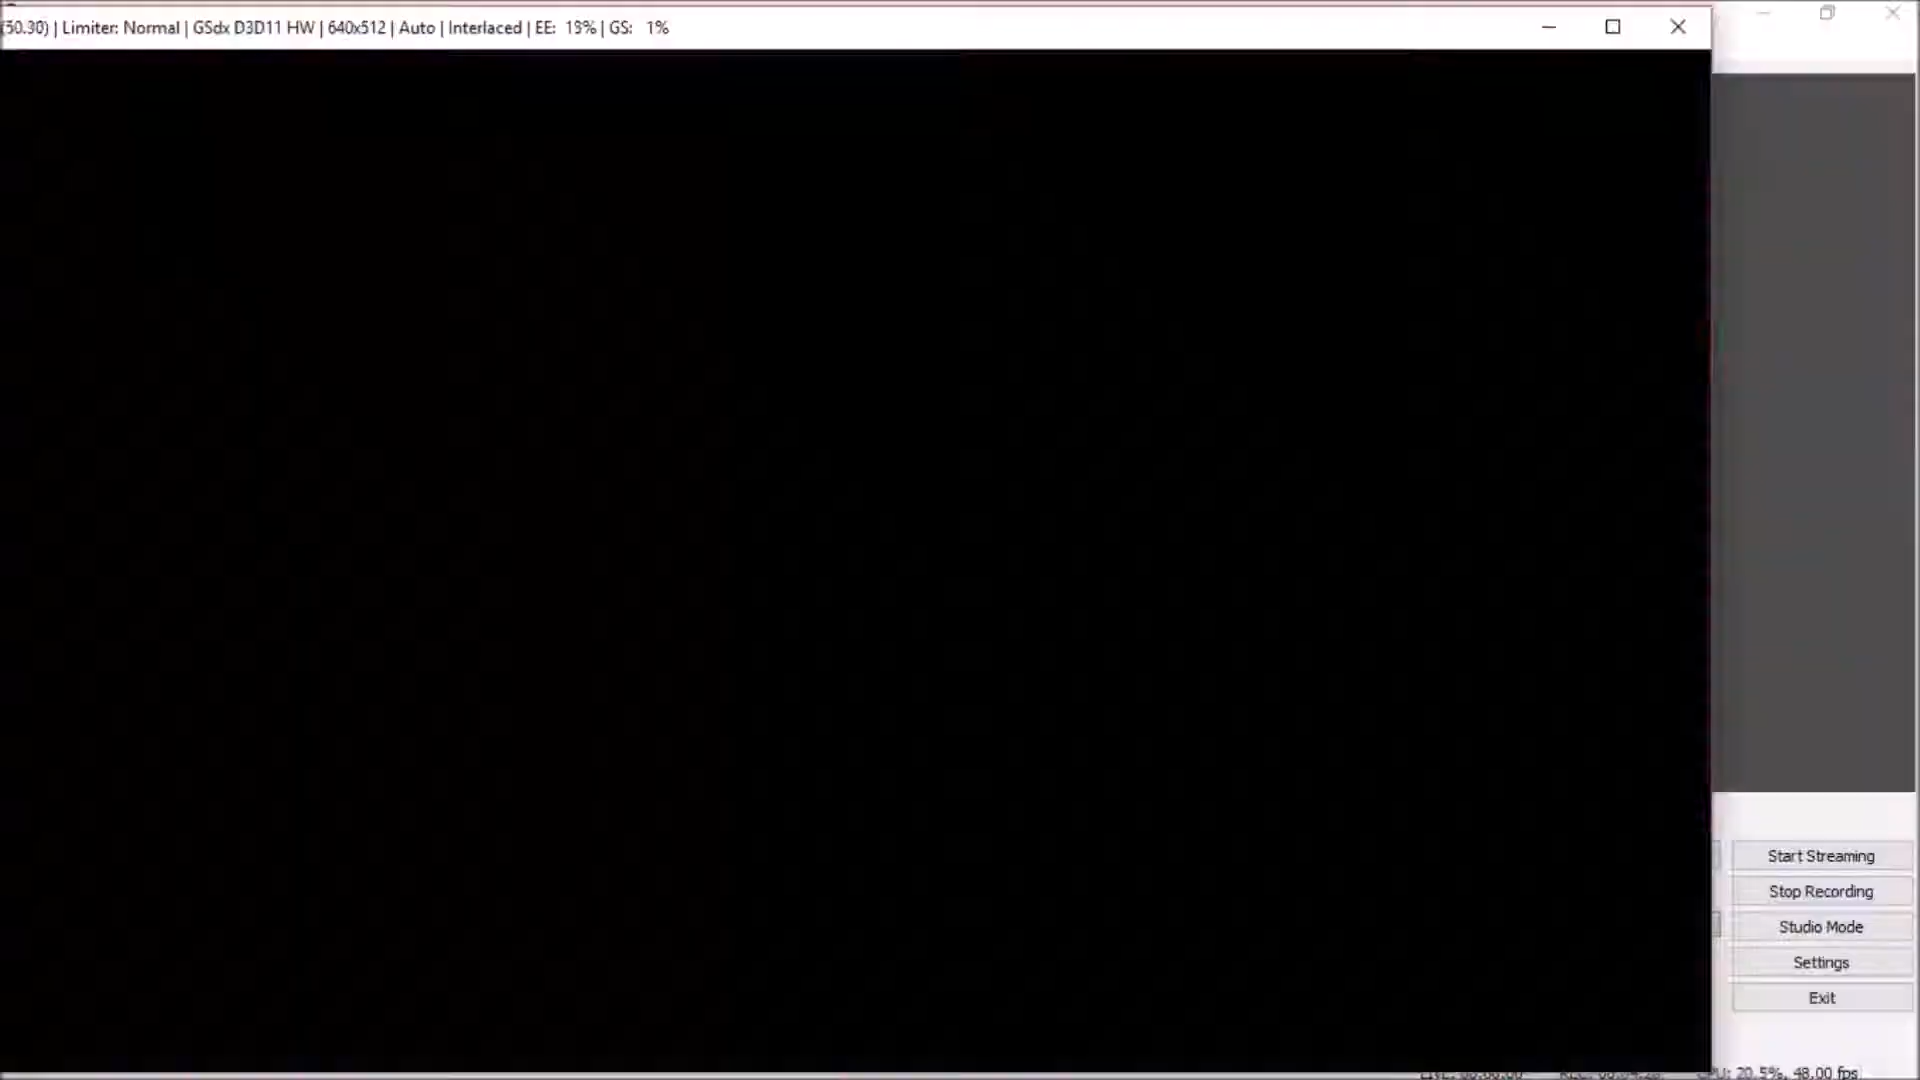 (50.30) | Limiter: Normal | GSdx D3D11 HW | 640x512 | Auto | Interlaced | EE: 19% | GS: 1%
Start Streaming
Stop Recording
Studio Mode
Settings
Exit
20.5%, 48.00 fps